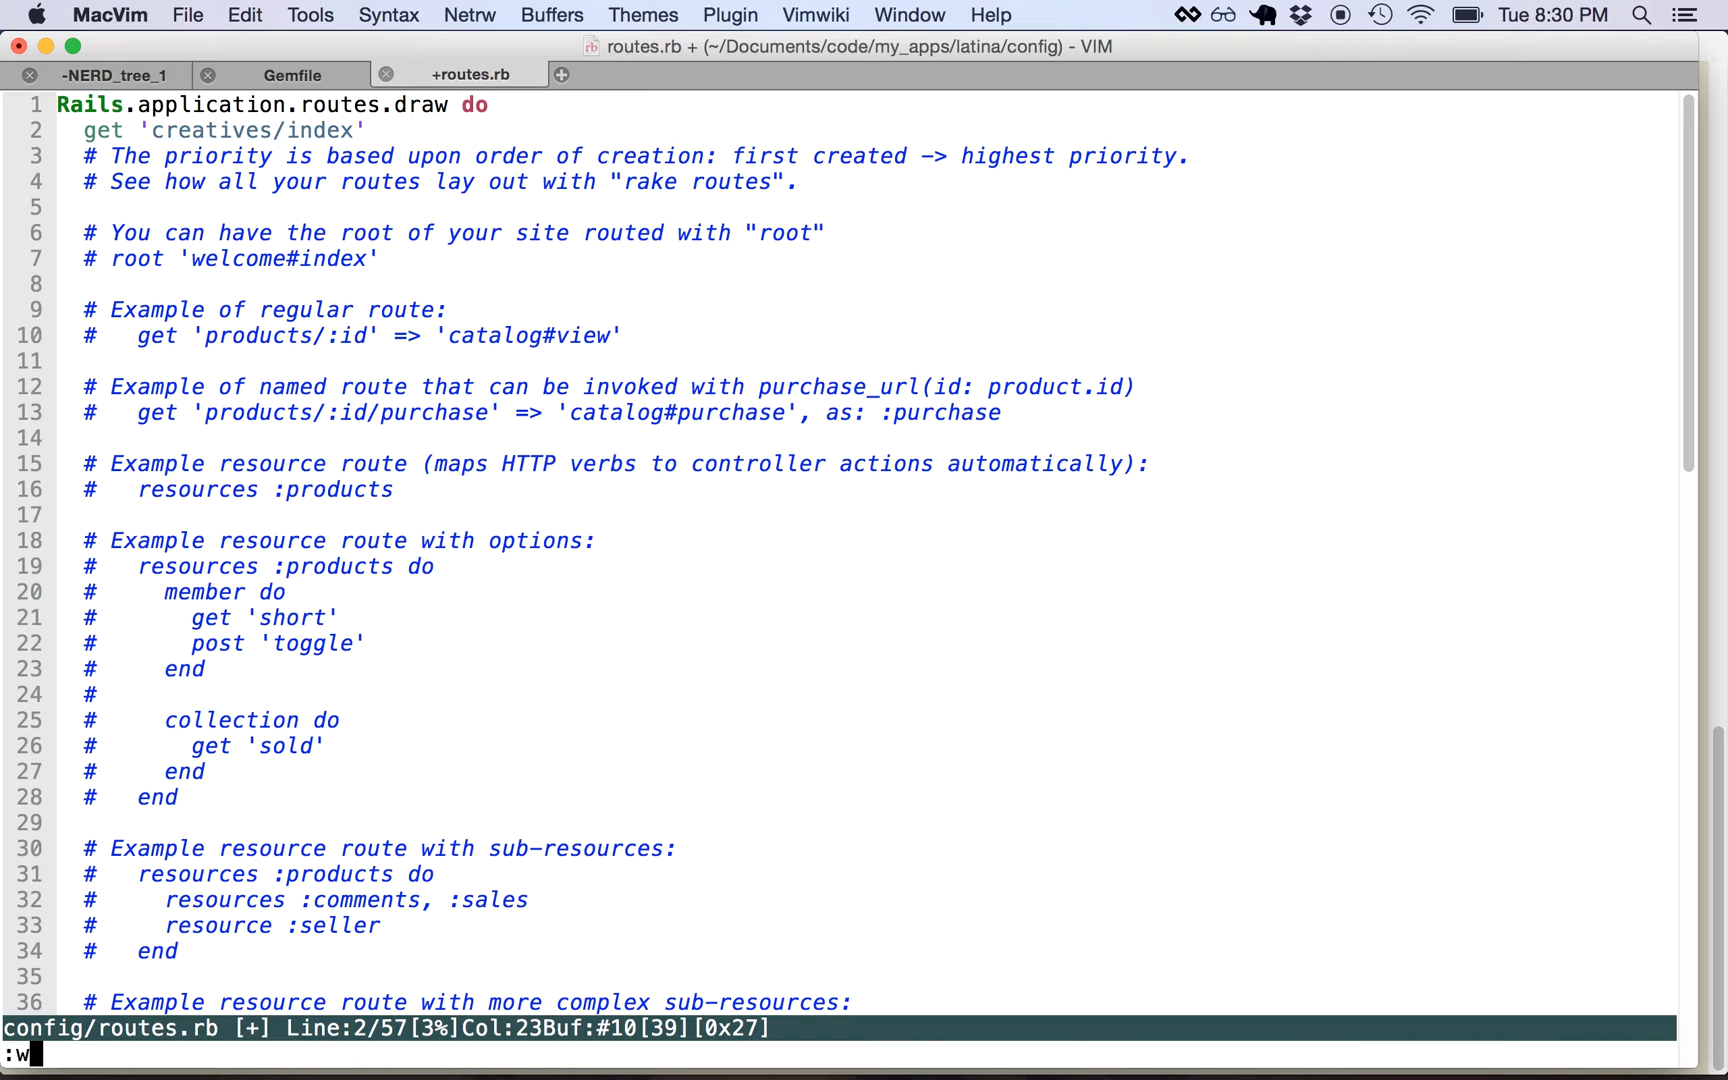 MacVim File Edit Tools Syntax Netrw Buffers Themes Plugin Vimwiki Window Help Tue 8:30 PM
routes.rb + (~/Documents/code/my_apps/latina/config) - VIM
-NERD_tree_1 Gemfile +routes.rb
1 Rails.application.routes.draw do
2 get 'creatives/index'
3 # The priority is based upon order of creation: first created -> highest priority.
4 # See how all your routes lay out with "rake routes".
5
6 # You can have the root of your site routed with "root"
7 # root 'welcome#index'
8
9 # Example of regular route:
10 #   get 'products/:id' => 'catalog#view'
11
12 # Example of named route that can be invoked with purchase_url(id: product.id)
13 #   get 'products/:id/purchase' => 'catalog#purchase', as: :purchase
14
15 # Example resource route (maps HTTP verbs to controller actions automatically):
16 #   resources :products
17
18 # Example resource route with options:
19 #   resources :products do
20 #     member do
21 #       get 'short'
22 #       post 'toggle'
23 #     end
24 #
25 #     collection do
26 #       get 'sold'
27 #     end
28 #   end
29
30 # Example resource route with sub-resources:
31 #   resources :products do
32 #     resources :comments, :sales
33 #     resource :seller
34 #   end
35
36 # Example resource route with more complex sub-resources:
config/routes.rb [+] Line:2/57[3%]Col:23Buf:#10[39][0x27]
:w